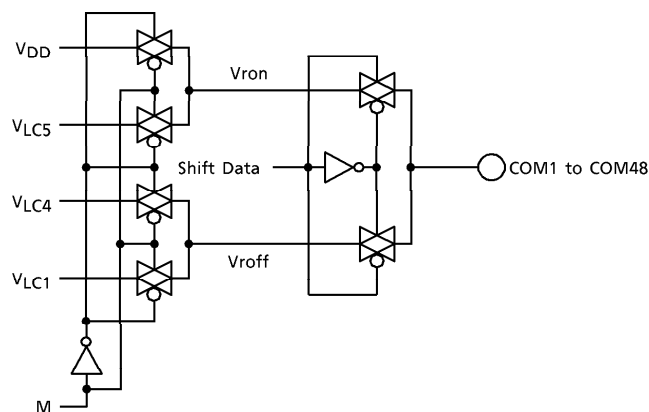 VDD
Vron
VLC5
Shift Data
COM1 to COM48
VLC4
Vroff
VLC1
M